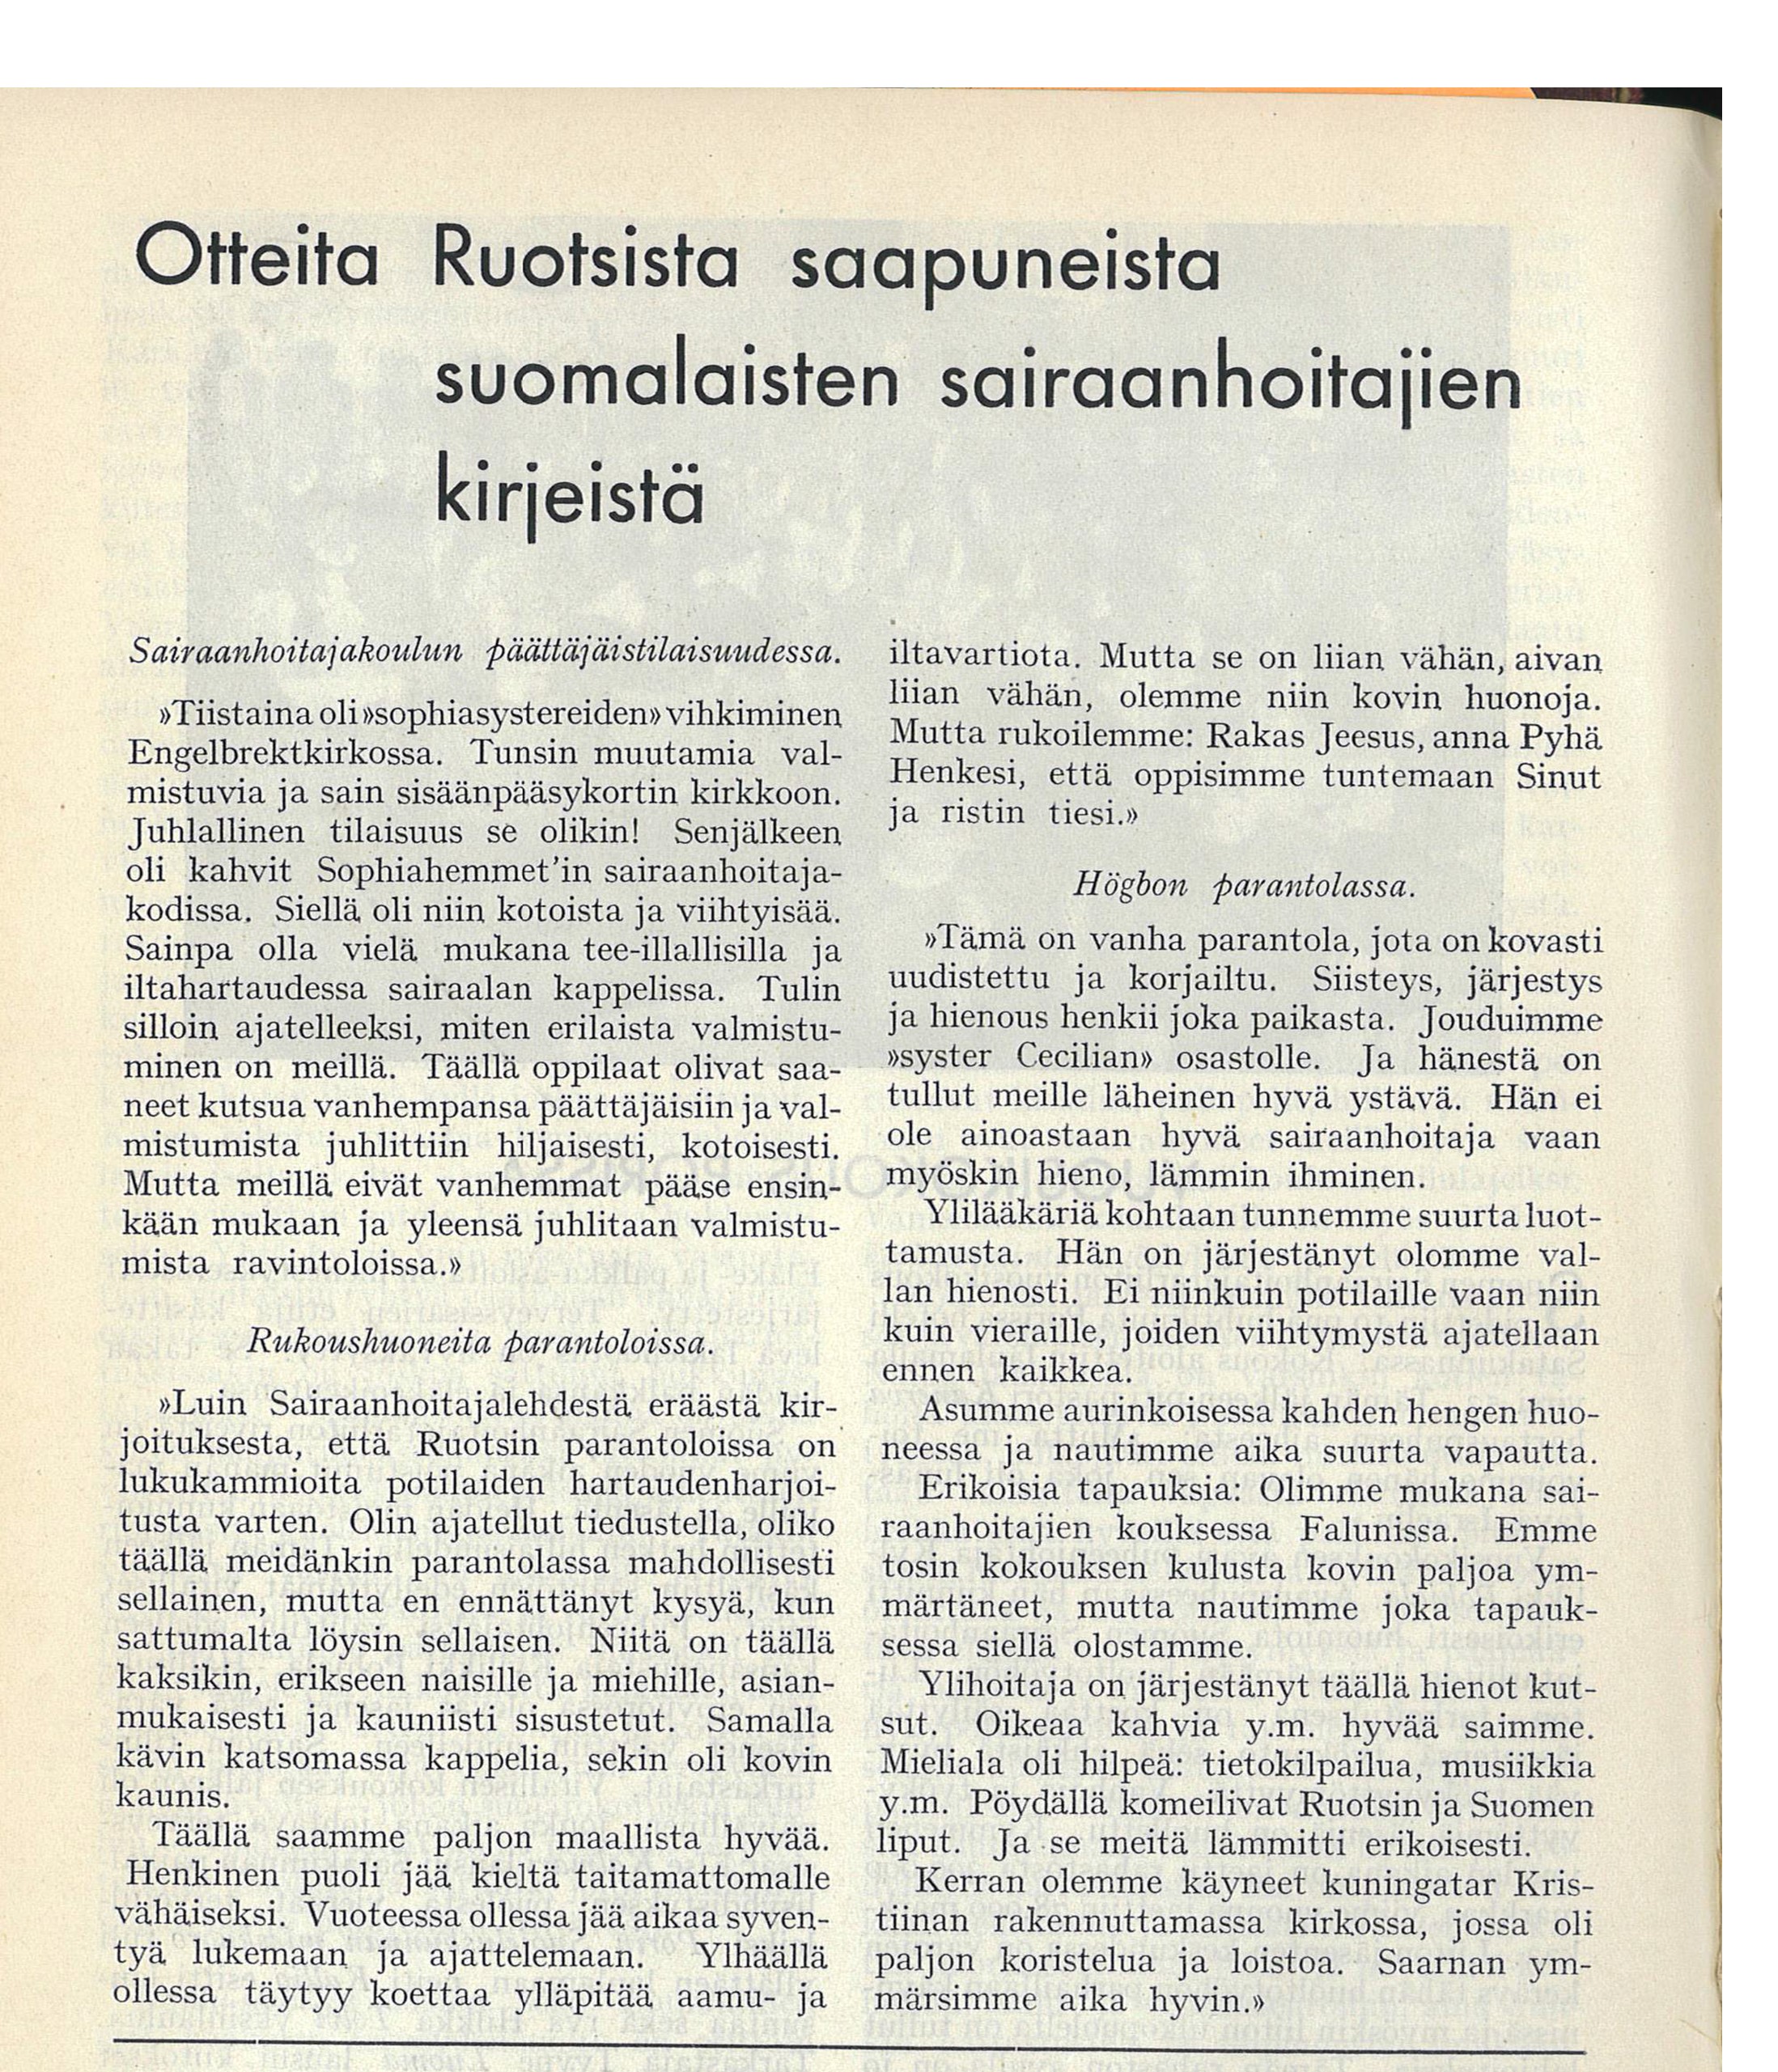 Otteita Ruotsista saapuneista
suomalaisten sairaanhoitajien
kirjeistä
Sairaanhoitajakoulun päättäjäistilaisuudessa.
»Tiistaina oli »sophiasystereiden» vihkiminen
Engelbrektkirkossa. Tunsin muutamia val-
mistuvia ja sain sisäänpääsykortin kirkkoon.
Juhlallinen tilaisuus se olikin! Senjälkeen
oli kahvit Sophiahemmet'in sairaanhoitaja-
kodissa. Siellä oli niin kotoista ja viihtyisää.
Sainpa olla vielä mukana tee-illallisilla ja
iltahartaudessa sairaalan kappelissa. Tulin
silloin ajatelleeksi, miten erilaista valmistu-
minen on meillä. Täällä oppilaat olivat saa-
neet kutsua vanhempansa päättäjäisiin ja val-
mistumista juhlittiin hiljaisesti, kotoisesti.
Mutta meillä eivät vanhemmat pääse ensin-
kään mukaan ja yleensä juhlitaan valmistu-
mista ravintoloissa.»
Rukoushuoneita parantoloissa.
»Luin Sairaanhoitajalehdestä eräästä kir-
joituksesta, että Ruotsin parantoloissa on
lukukammioita potilaiden hartaudenharjoi-
tusta varten. Olin ajatellut tiedustella, oliko
täällä meidänkin parantolassa mahdollisesti
sellainen, mutta en ennättänyt kysyä, kun
sattumalta löysin sellaisen. Niitä on täällä
kaksikin, erikseen naisille ja miehille, asian-
mukaisesti ja kauniisti sisustetut. Samalla
kävin katsomassa kappelia, sekin oli kovin
kaunis.
Täällä saamme paljon maallista hyvää.
Henkinen puoli jää kieltä taitamattomalle
vähäiseksi. Vuoteessa ollessa jää aikaa syven-
tyä lukemaan ja ajattelemaan. Ylhäällä
ollessa täytyy koettaa ylläpitää aamu- ja
iltavartiota. Mutta se on liian vähän, aivan
liian vähän, olemme niin kovin huonoja.
Mutta rukoilemme: Rakas Jeesus, anna Pyhä
Henkesi, että oppisimme tuntemaan Sinut
ja ristin tiesi.»
Högbon parantolassa.
»Tämä on vanha parantola, jota on kovasti
uudistettu ja korjailtu. Siisteys, järjestys
ja hienous henkii joka paikasta. Jouduimme
»syster Cecilian» osastolle. Ja hänestä on
tullut meille läheinen hyvä ystävä. Hän ei
ole ainoastaan hyvä sairaanhoitaja vaan
myöskin hieno, lämmin ihminen.
Ylilääkäriä kohtaan tunnemme suurta luot-
tamusta. Hän on järjestänyt olomme val-
lan hienosti. Ei niinkuin potilaille vaan niin
kuin vieraille, joiden viihtymystä ajatellaan
ennen kaikkea.
Asumme aurinkoisessa kahden hengen huo-
neessa ja nautimme aika suurta vapautta.
Erikoisia tapauksia: Olimme mukana sai-
raanhoitajien kouksessa Falunissa. Emme
tosin kokouksen kulusta kovin paljoa ym-
märtäneet, mutta nautimme joka tapauk-
sessa siellä olostamme.
Ylihoitaja on järjestänyt täällä hienot kut-
sut. Oikeaa kahvia y.m. hyvää saimme.
Mieliala oli hilpeä: tietokilpailua, musiikkia
y.m. Pöydällä komeilivat Ruotsin ja Suomen
liput. Ja se meitä lämmitti erikoisesti.
Kerran olemme käyneet kuningatar Kris-
tiinan rakennuttamassa kirkossa, jossa oli
paljon koristelua ja loistoa. Saarnan ym-
märsimme aika hyvin.»